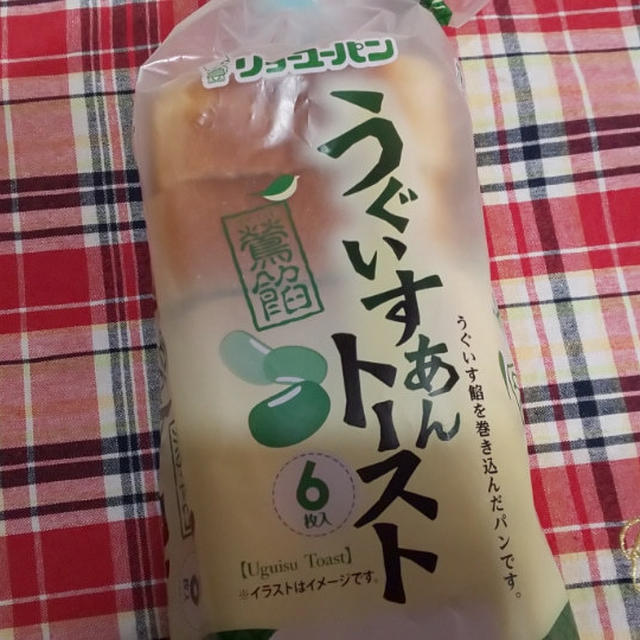 リョーユーパン
うぐいすあん
トースト
鶯餡
うぐいす餡を巻き込んだパンです。
6
枚入
【Uguisu Toast】
※イラストはイメージです。